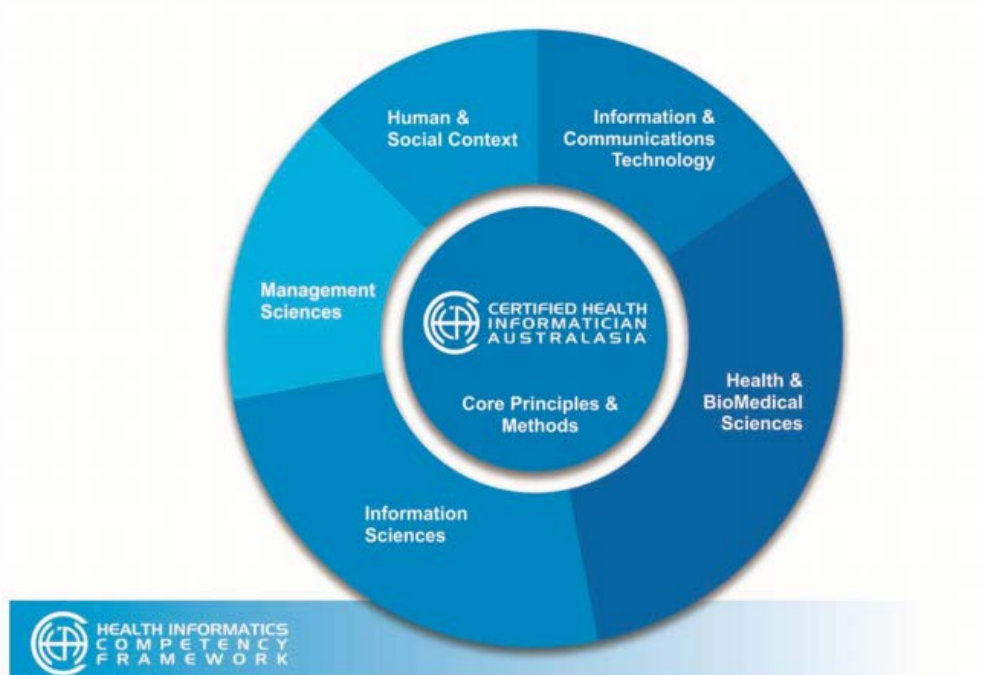 Human &
Social Context
Information &
Communications
Technology
Management
Sciences
CERTIFIED HEALTH
INFORMATICIAN
AUSTRALASIA
Core Principles &
Methods
Health &
BioMedical
Sciences
Information
Sciences
HEALTH INFORMATICS
COMPETENCY
FRAMEWORK